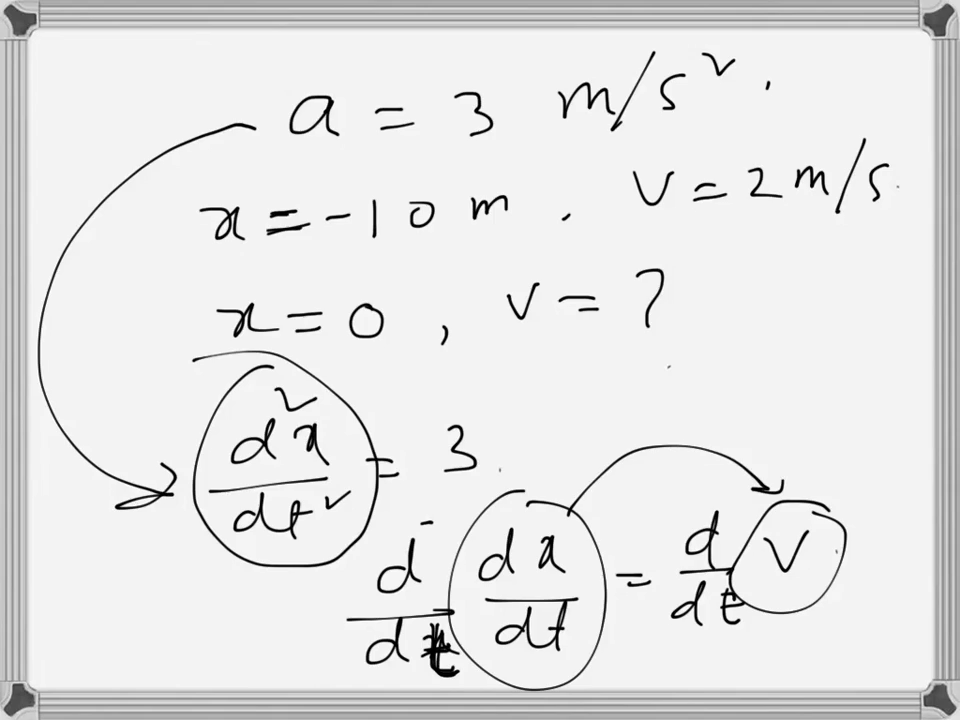 a = 3 m/s²
x = -10 m. v = 2 m/s
x = 0, v = ?
d²x/dt² = 3
d/dt dx/dt = d/dt v